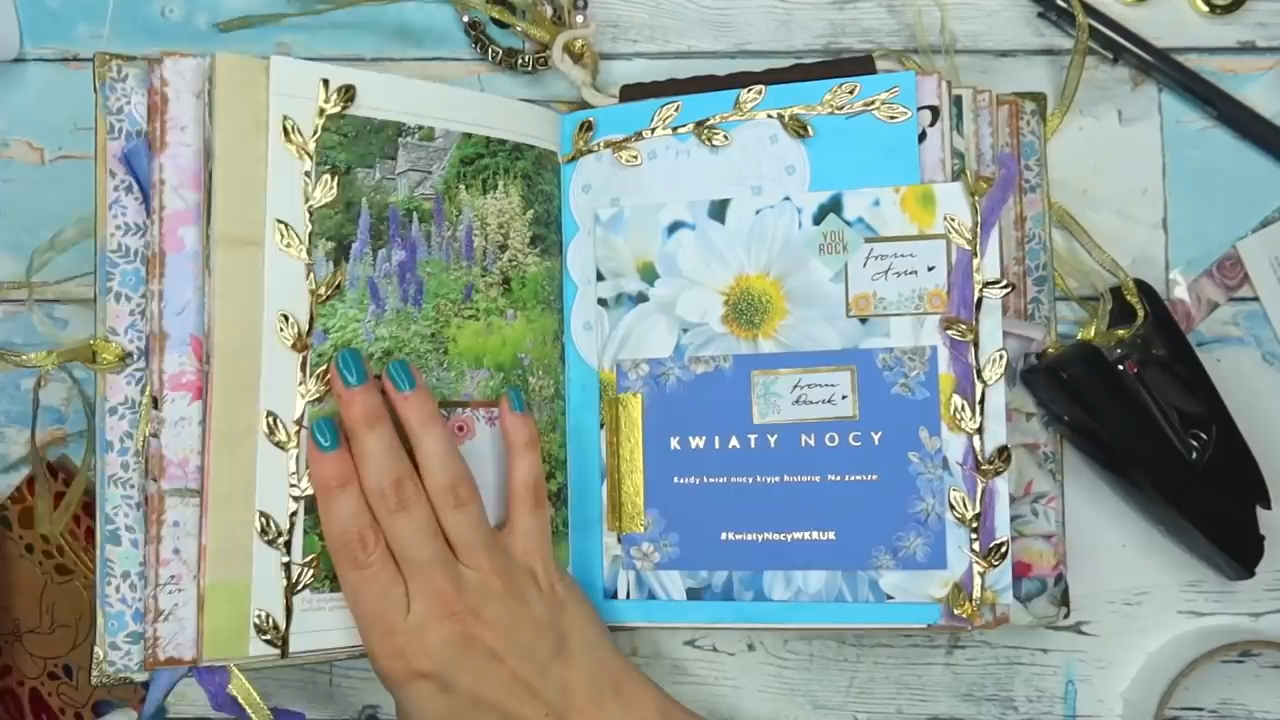 YOU
ROCK
from
Asia
from
Darek
KWIATY NOCY
Każdy kwiat nocy kryje historię. Na zawsze
#KwiatyNocyWKRUK